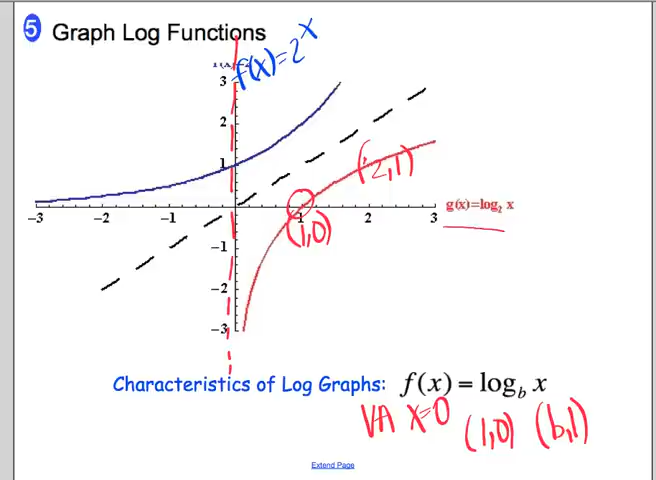 5 Graph Log Functions
f(x)=2^x
3
2
1
-3 -2 -1 1 2 3
-1
-2
-3
(2,1)
(1,0)
g(x)=log₂ x
Characteristics of Log Graphs: f(x) = log_b x
VA x=0 (1,0) (b,1)
Extend Page